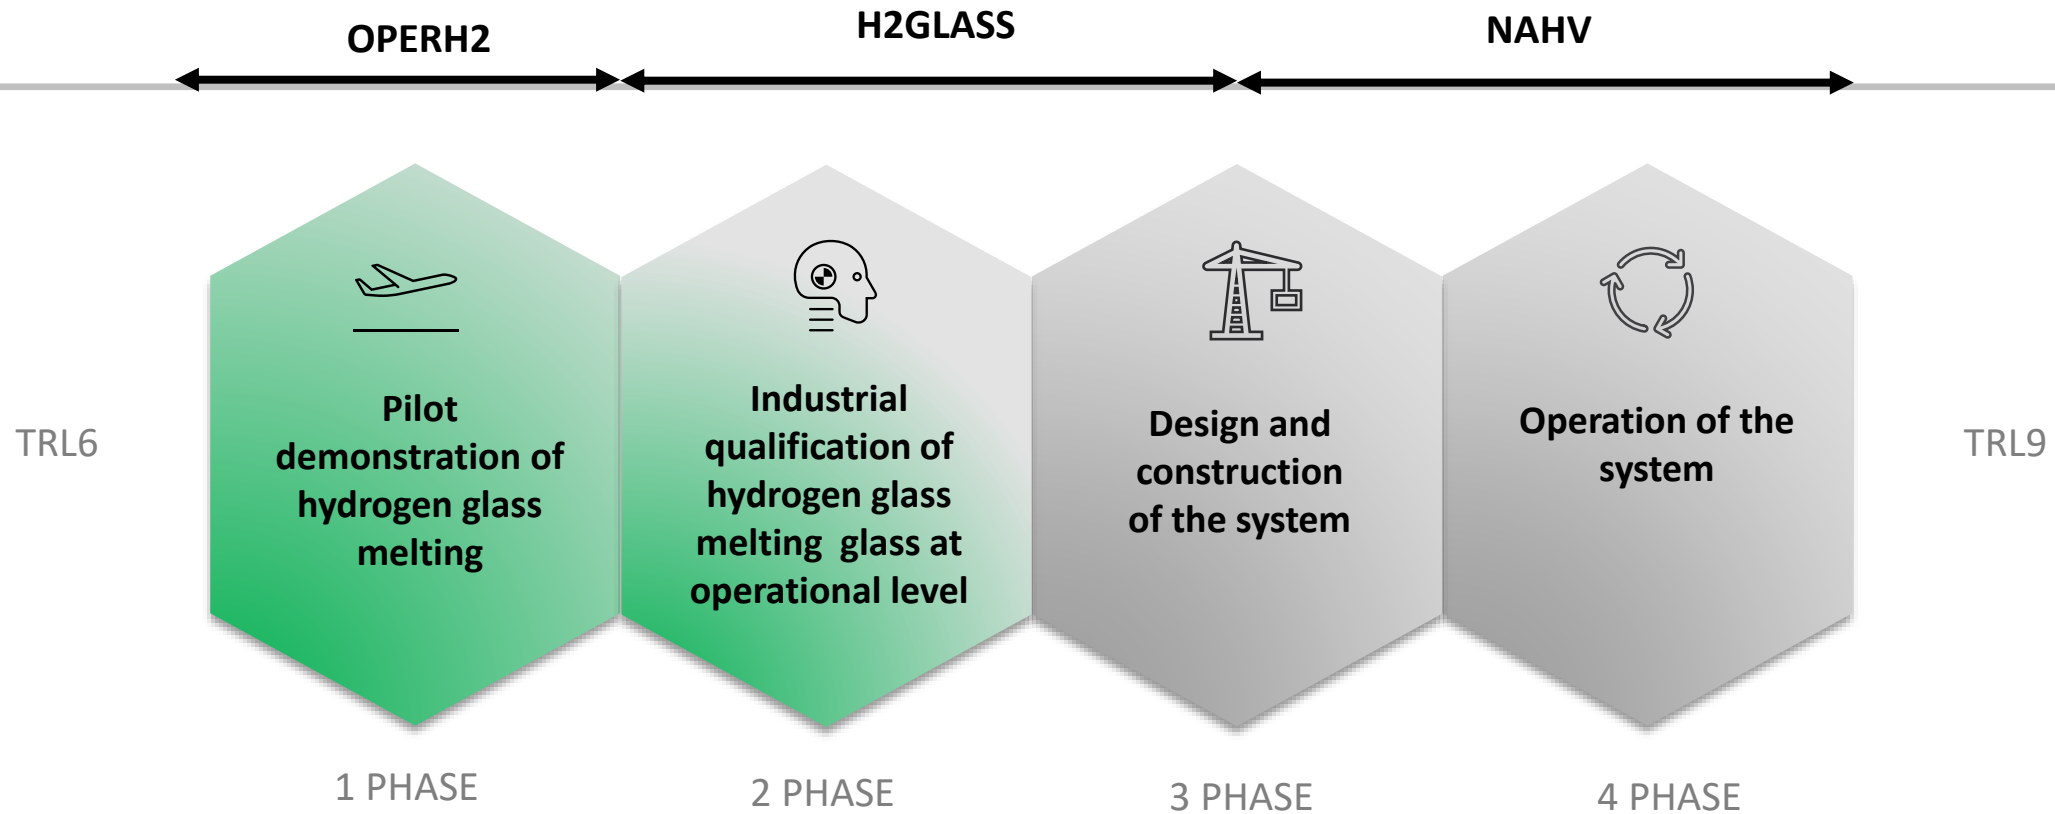 OPERH2
H2GLASS
NAHV
TRL6
Pilot
demonstration of
hydrogen glass
melting
Industrial
qualification of
hydrogen glass
melting  glass at
operational level
Design and
construction
of the system
Operation of the
system
TRL9
1 PHASE
2 PHASE
3 PHASE
4 PHASE